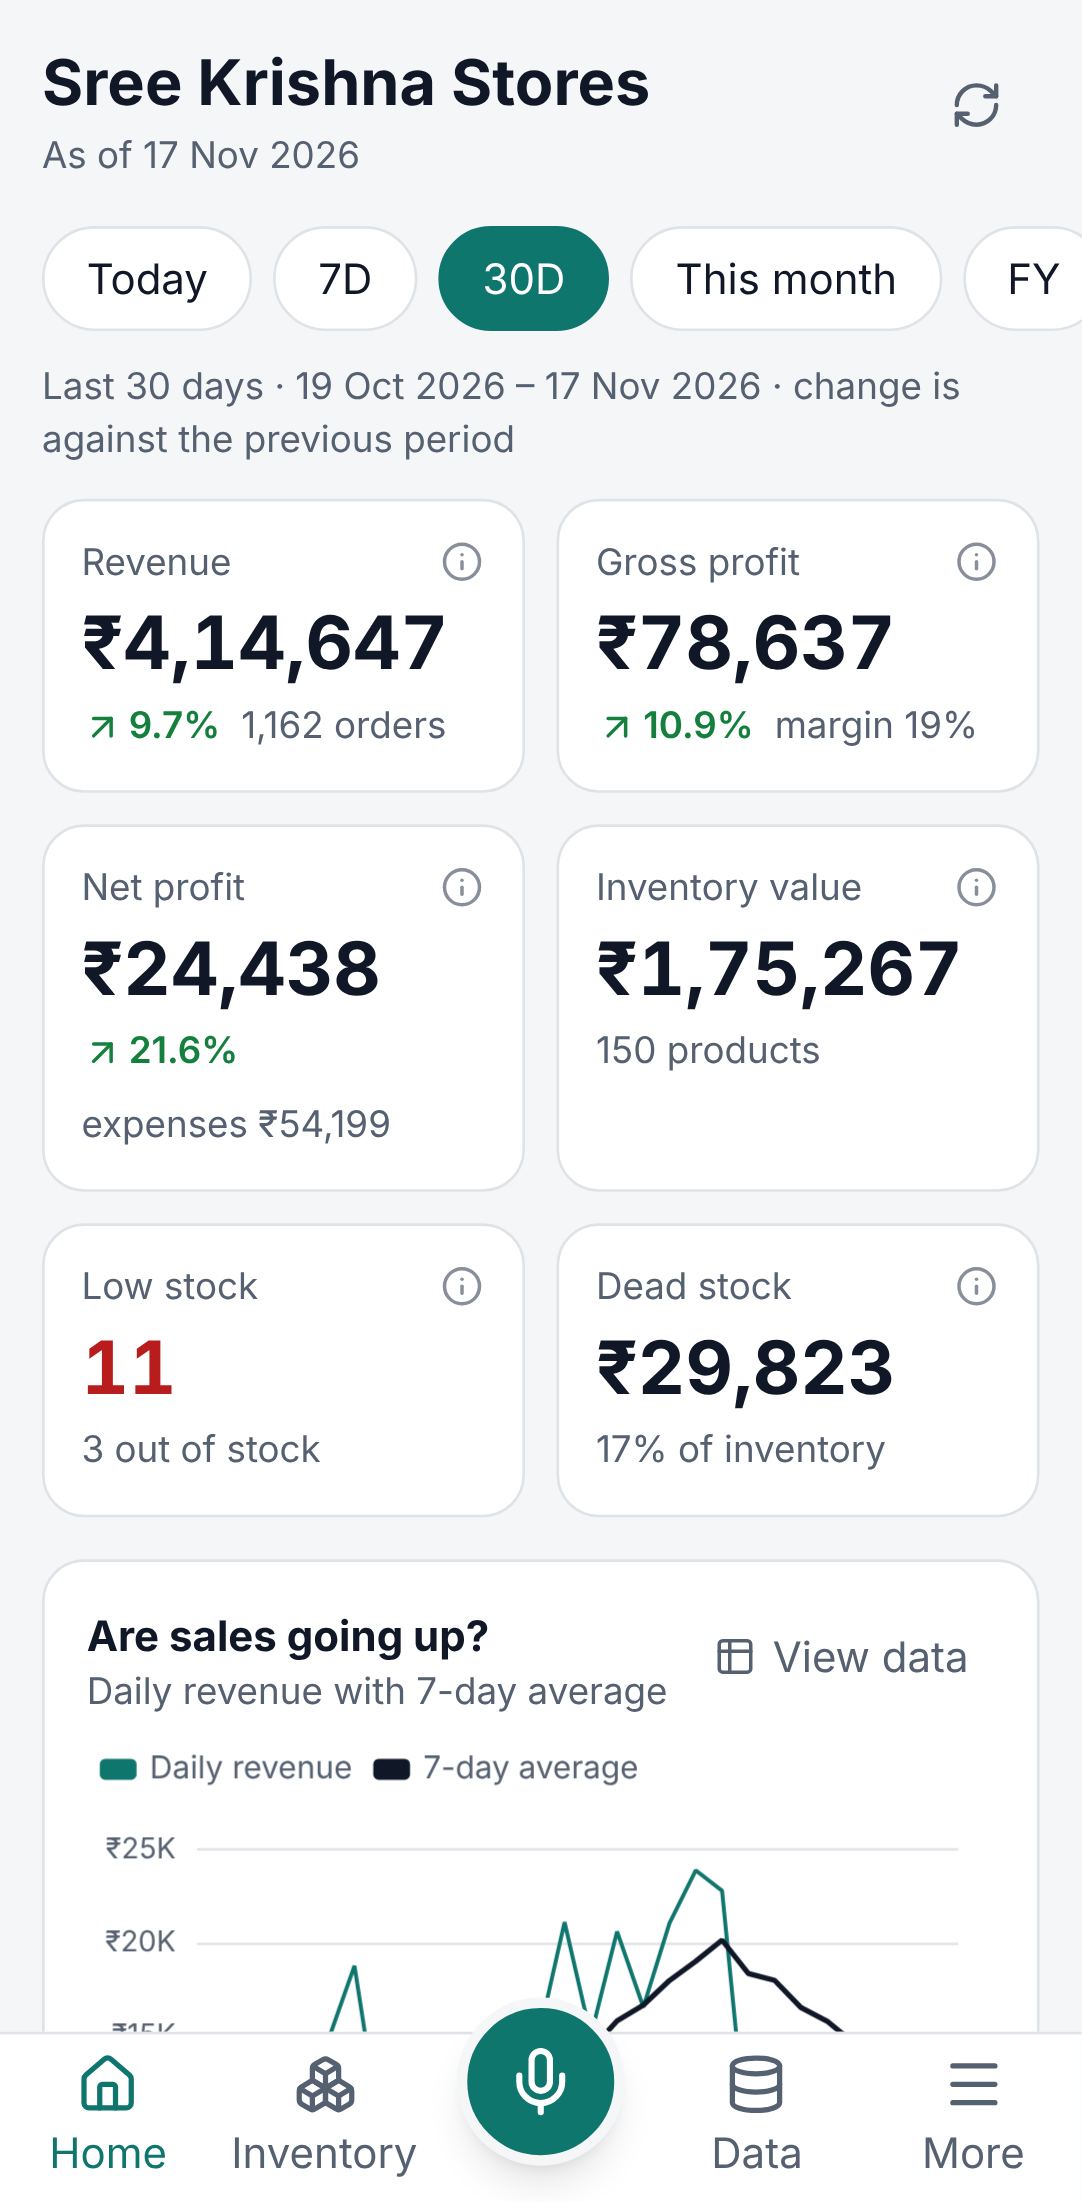 Sree Krishna Stores
As of 17 Nov 2026
Today 7D 30D This month FY
Last 30 days · 19 Oct 2026 – 17 Nov 2026 · change is
against the previous period
Revenue
₹4,14,647
9.7% 1,162 orders
Gross profit
₹78,637
10.9% margin 19%
Net profit
₹24,438
21.6%
expenses ₹54,199
Inventory value
₹1,75,267
150 products
Low stock
11
3 out of stock
Dead stock
₹29,823
17% of inventory
Are sales going up?
Daily revenue with 7-day average
View data
Daily revenue 7-day average
₹25K
₹20K
₹15K
Home Inventory Data More